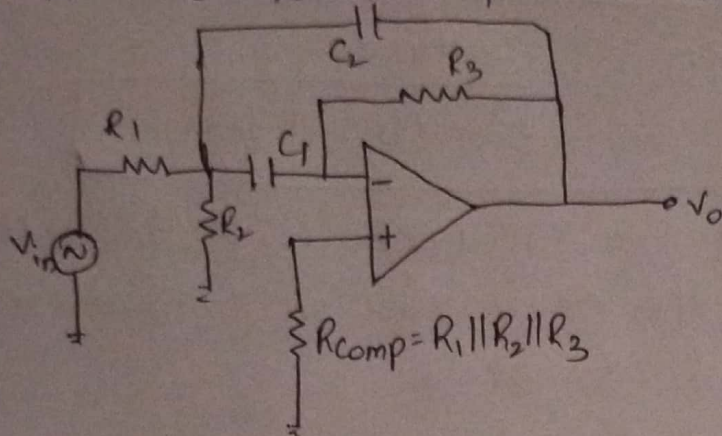 C2
R3
R1
C1
R2
Vin
~
-
+
Vo
Rcomp = R1||R2||R3